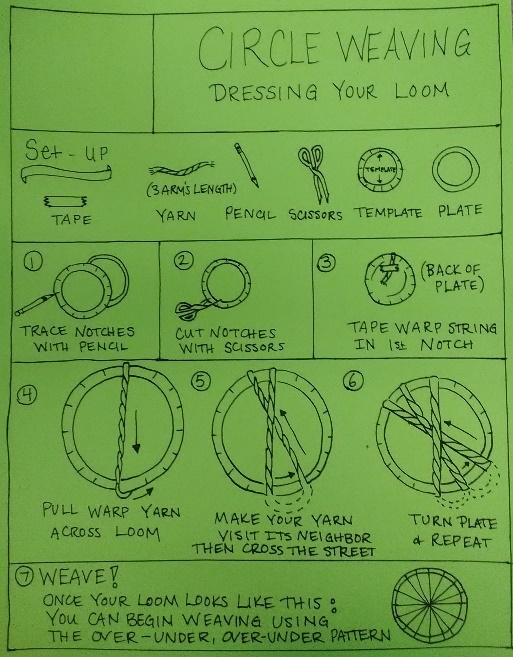 CIRCLE WEAVING
DRESSING YOUR LOOM
Set-up
TAPE
(3 ARM'S LENGTH)
YARN
PENCIL
SCISSORS
TEMPLATE
TEMPLATE
PLATE
1
TRACE NOTCHES
WITH PENCIL
2
CUT NOTCHES
WITH SCISSORS
3
(BACK OF
PLATE)
TAPE WARP STRING
IN 1st NOTCH
4
PULL WARP YARN
ACROSS LOOM
5
MAKE YOUR YARN
VISIT ITS NEIGHBOR
THEN CROSS THE STREET
6
TURN PLATE
& REPEAT
7 WEAVE!
ONCE YOUR LOOM LOOKS LIKE THIS:
YOU CAN BEGIN WEAVING USING
THE OVER-UNDER, OVER-UNDER PATTERN